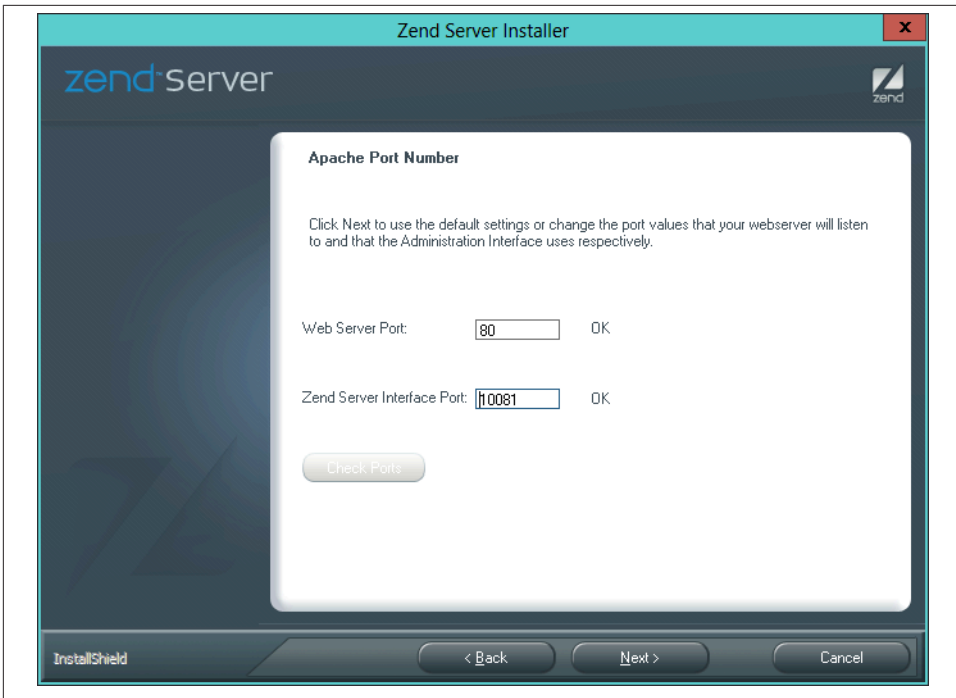 Zend Server Installer
x
zend server
zend
Apache Port Number
Click Next to use the default settings or change the port values that your webserver will listen
to and that the Administration Interface uses respectively.
Web Server Port: 80 OK
Zend Server Interface Port: 10081 OK
Check Ports
InstallShield
< Back
Next >
Cancel